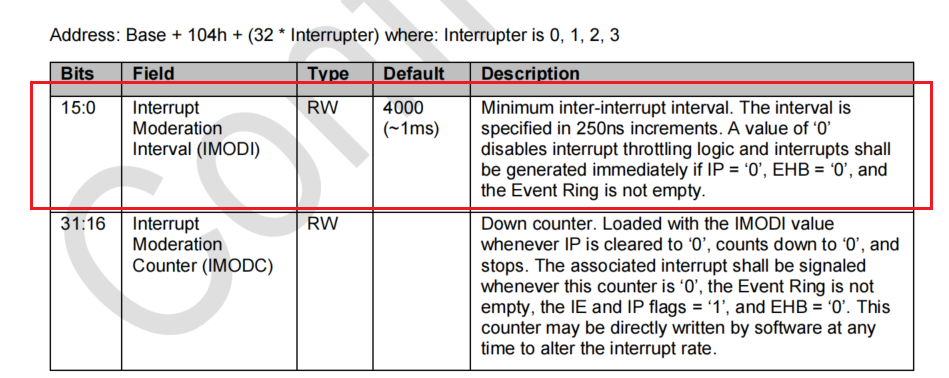 Address: Base + 104h + (32 * Interrupter) where: Interrupter is 0, 1, 2, 3
Bits Field Type Default Description
15:0 Interrupt RW 4000 Minimum inter-interrupt interval. The interval is
Moderation (~1ms) specified in 250ns increments. A value of ‘0’
Interval (IMODI) disables interrupt throttling logic and interrupts shall
be generated immediately if IP = ‘0’, EHB = ‘0’, and
the Event Ring is not empty.
31:16 Interrupt RW Down counter. Loaded with the IMODI value
Moderation whenever IP is cleared to ‘0’, counts down to ‘0’, and
Counter (IMODC) stops. The associated interrupt shall be signaled
whenever this counter is ‘0’, the Event Ring is not
empty, the IE and IP flags = ‘1’, and EHB = ‘0’. This
counter may be directly written by software at any
time to alter the interrupt rate.